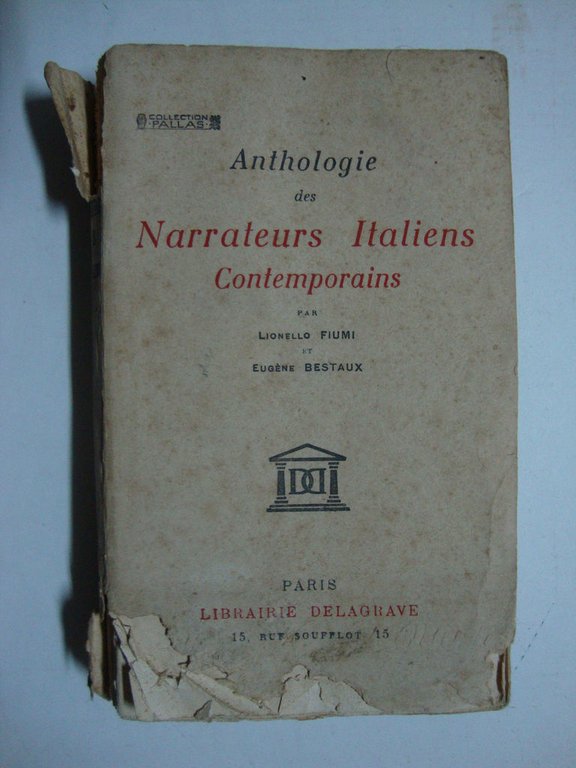 COLLECTION
·PALLAS·
Anthologie
des
Narrateurs Italiens
Contemporains
PAR
LIONELLO FIUMI
ET
EUGÈNE BESTAUX
DD
PARIS
LIBRAIRIE DELAGRAVE
15, RUE SOUFFLOT 15